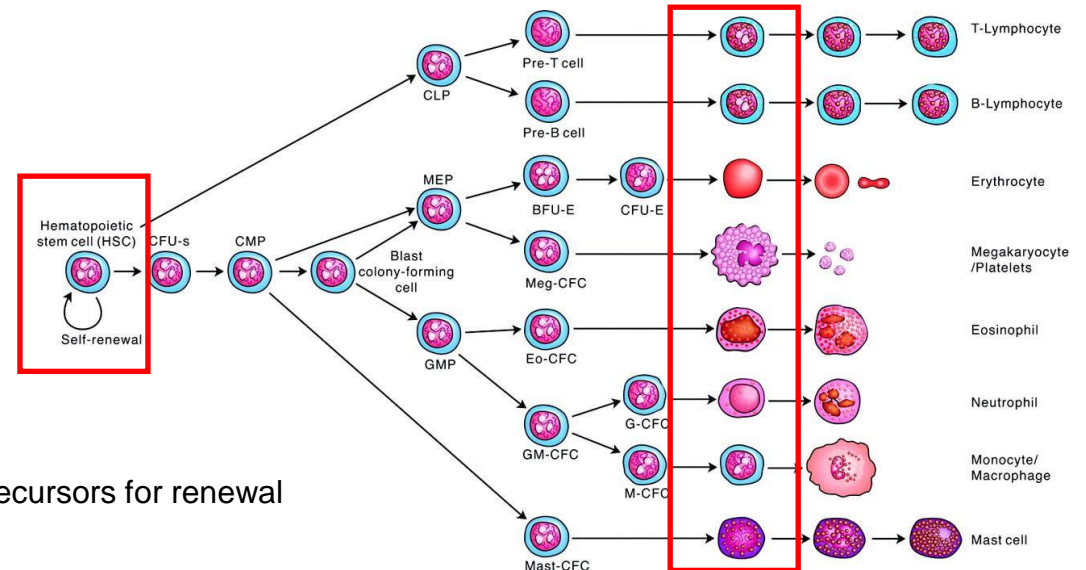 T-Lymphocyte
Pre-T cell
CLP
B-Lymphocyte
Pre-B cell
MEP
Erythrocyte
BFU-E
CFU-E
Hematopoietic
stem cell (HSC)
CFU-s
CMP
Blast
colony-forming
cell
Megakaryocyte
/Platelets
Meg-CFC
Self-renewal
Eosinophil
Eo-CFC
GMP
Neutrophil
G-CFC
GM-CFC
Monocyte/
Macrophage
M-CFC
ecursors for renewal
Mast cell
Mast-CFC